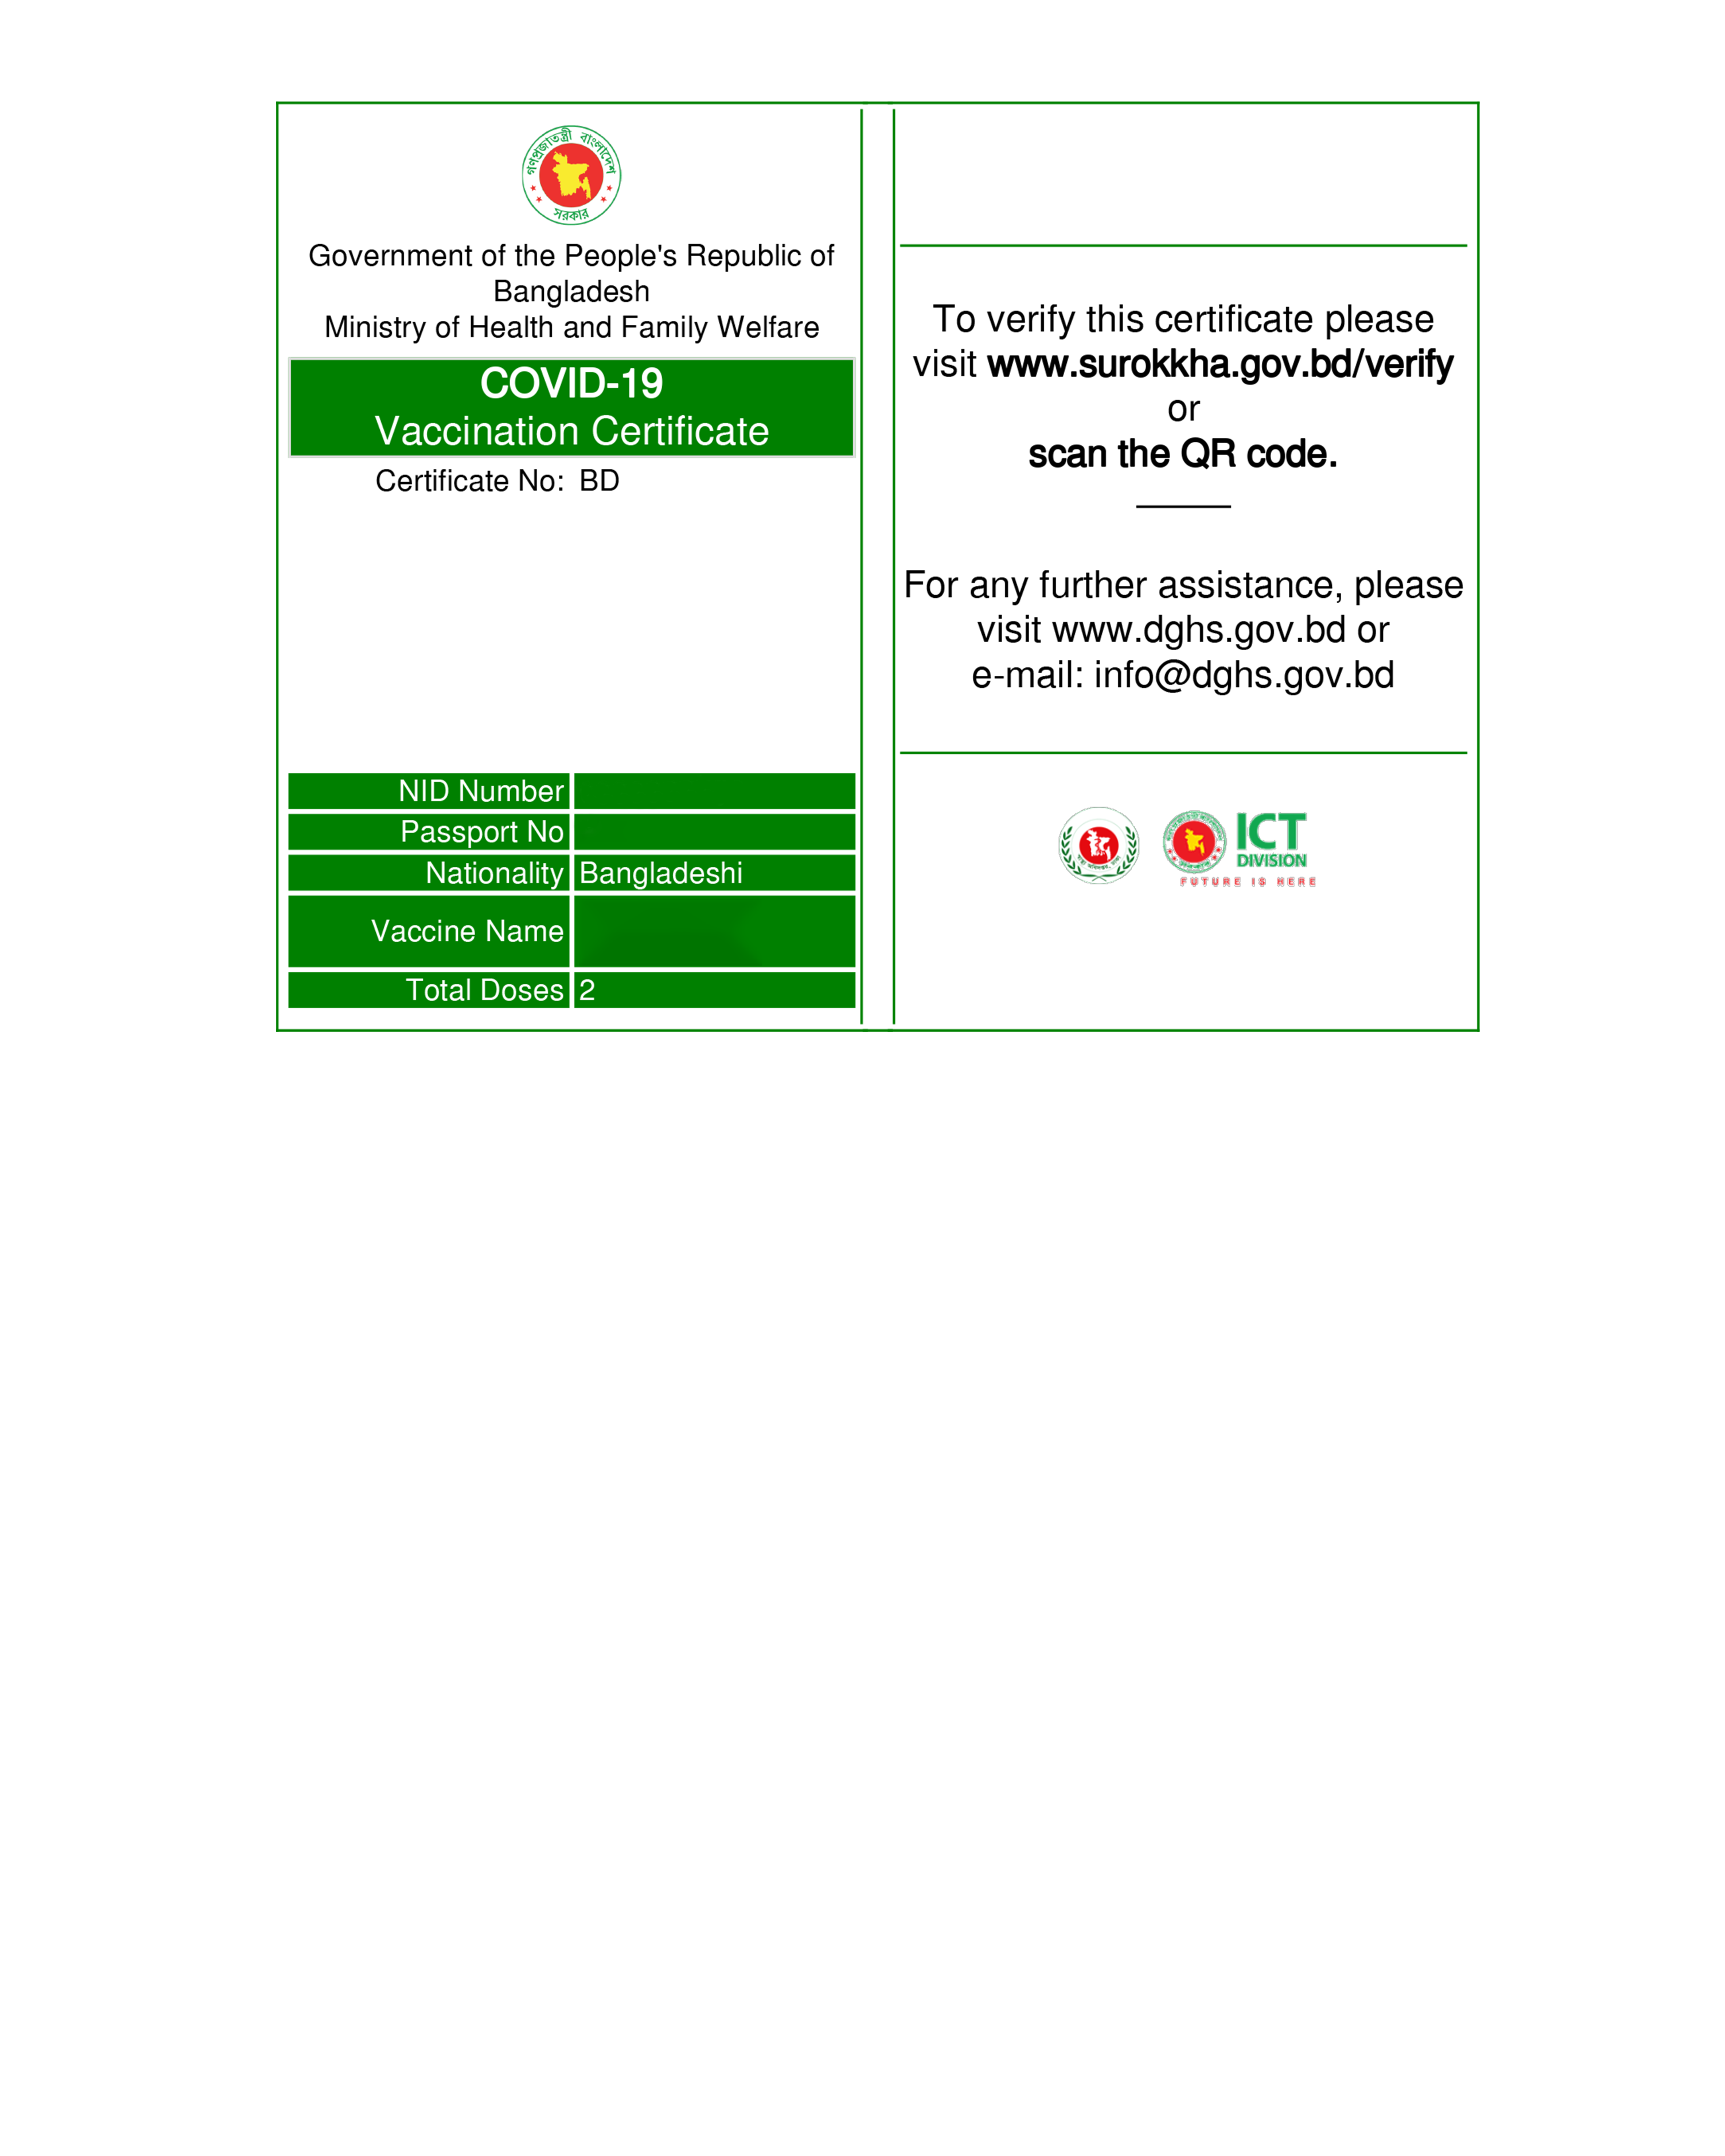 গণপ্রজাতন্ত্রী বাংলাদেশ
সরকার
Government of the People's Republic of
Bangladesh
Ministry of Health and Family Welfare
COVID-19
Vaccination Certificate
Certificate No: BD
NID Number
Passport No
Nationality Bangladeshi
Vaccine Name
Total Doses 2
To verify this certificate please
visit www.surokkha.gov.bd/verify
or
scan the QR code.
For any further assistance, please
visit www.dghs.gov.bd or
e-mail: info@dghs.gov.bd
ICT
DIVISION
FUTURE IS HERE